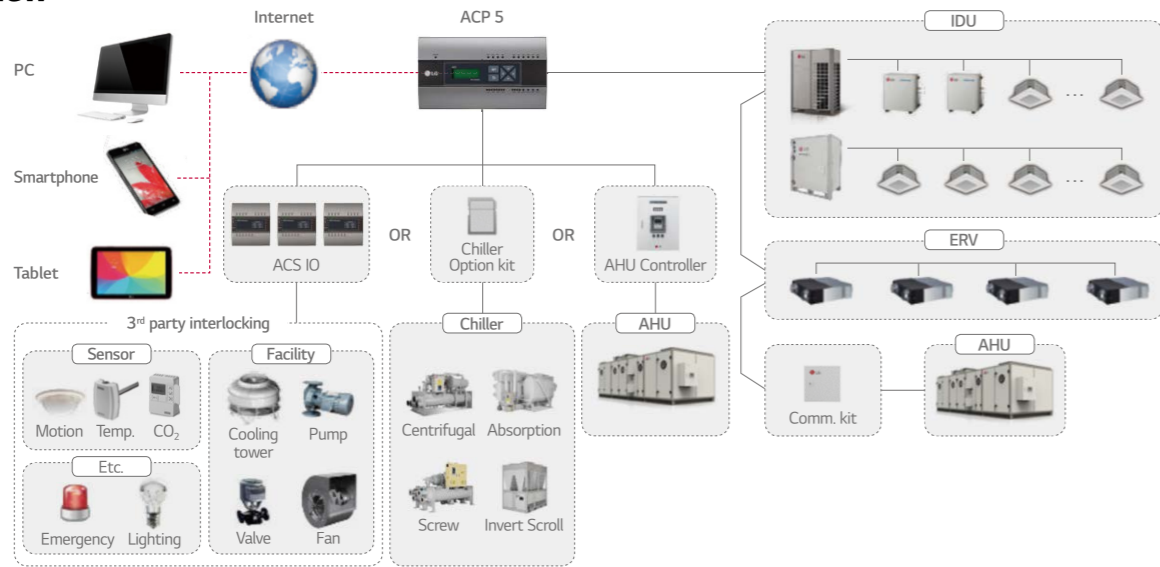 Internet
ACP 5
IDU
PC
LG
Smartphone
Tablet
ACS IO
OR
Chiller
Option kit
OR
AHU Controller
ERV
3rd party interlocking
Sensor
Motion
Temp.
CO₂
Etc.
Emergency
Lighting
Facility
Cooling
tower
Pump
Valve
Fan
Chiller
Centrifugal
Absorption
Screw
Invert Scroll
AHU
Comm. kit
AHU